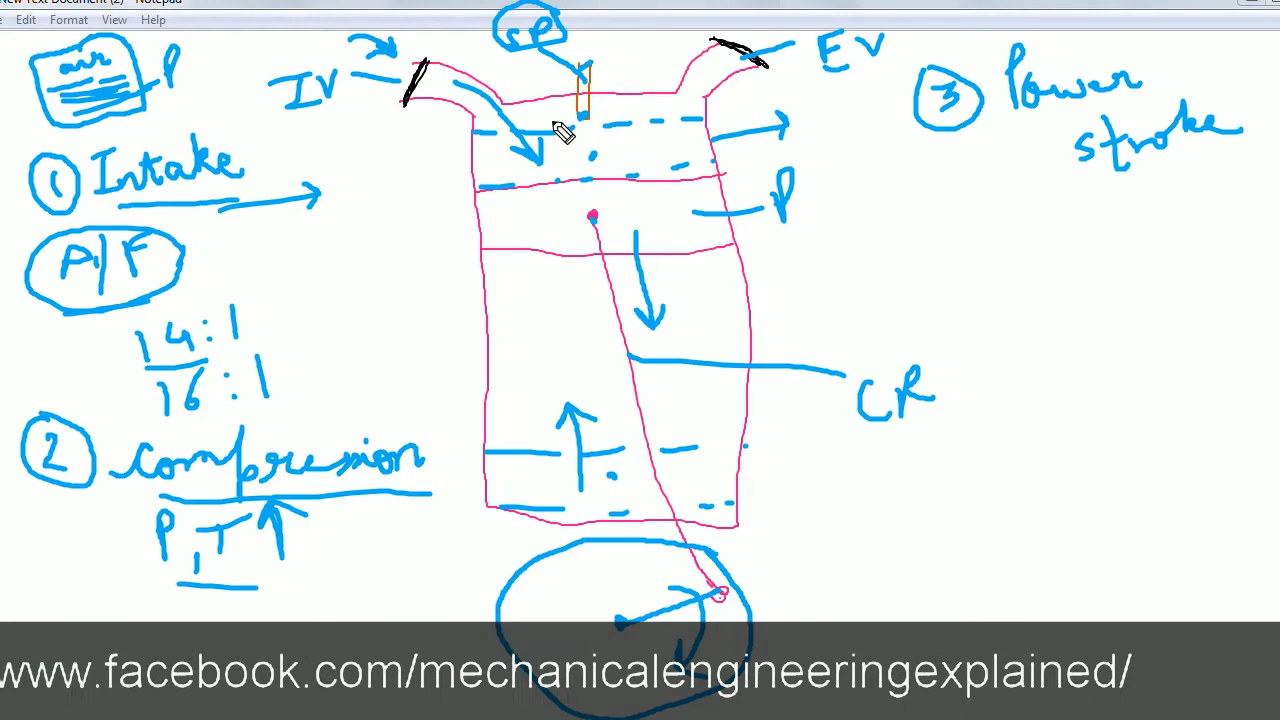 New Text Document (2) - Notepad
Edit Format View Help
air
P
IV
SP
EV
① Intake
A/F
14:1
16:1
② Compression
P, T ↑
P
CR
③ Power
stroke
www.facebook.com/mechanicalengineeringexplained/